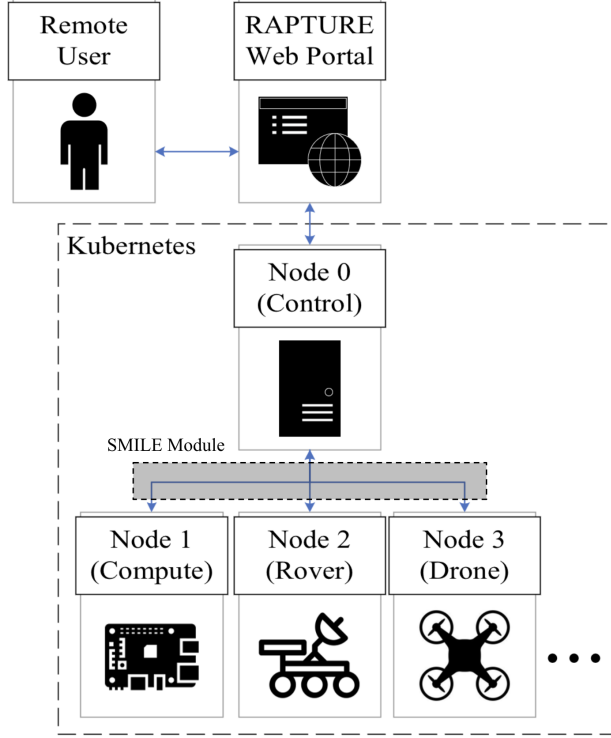 Remote
User
RAPTURE
Web Portal
Kubernetes
Node 0
(Control)
SMILE Module
Node 1
(Compute)
Node 2
(Rover)
Node 3
(Drone)